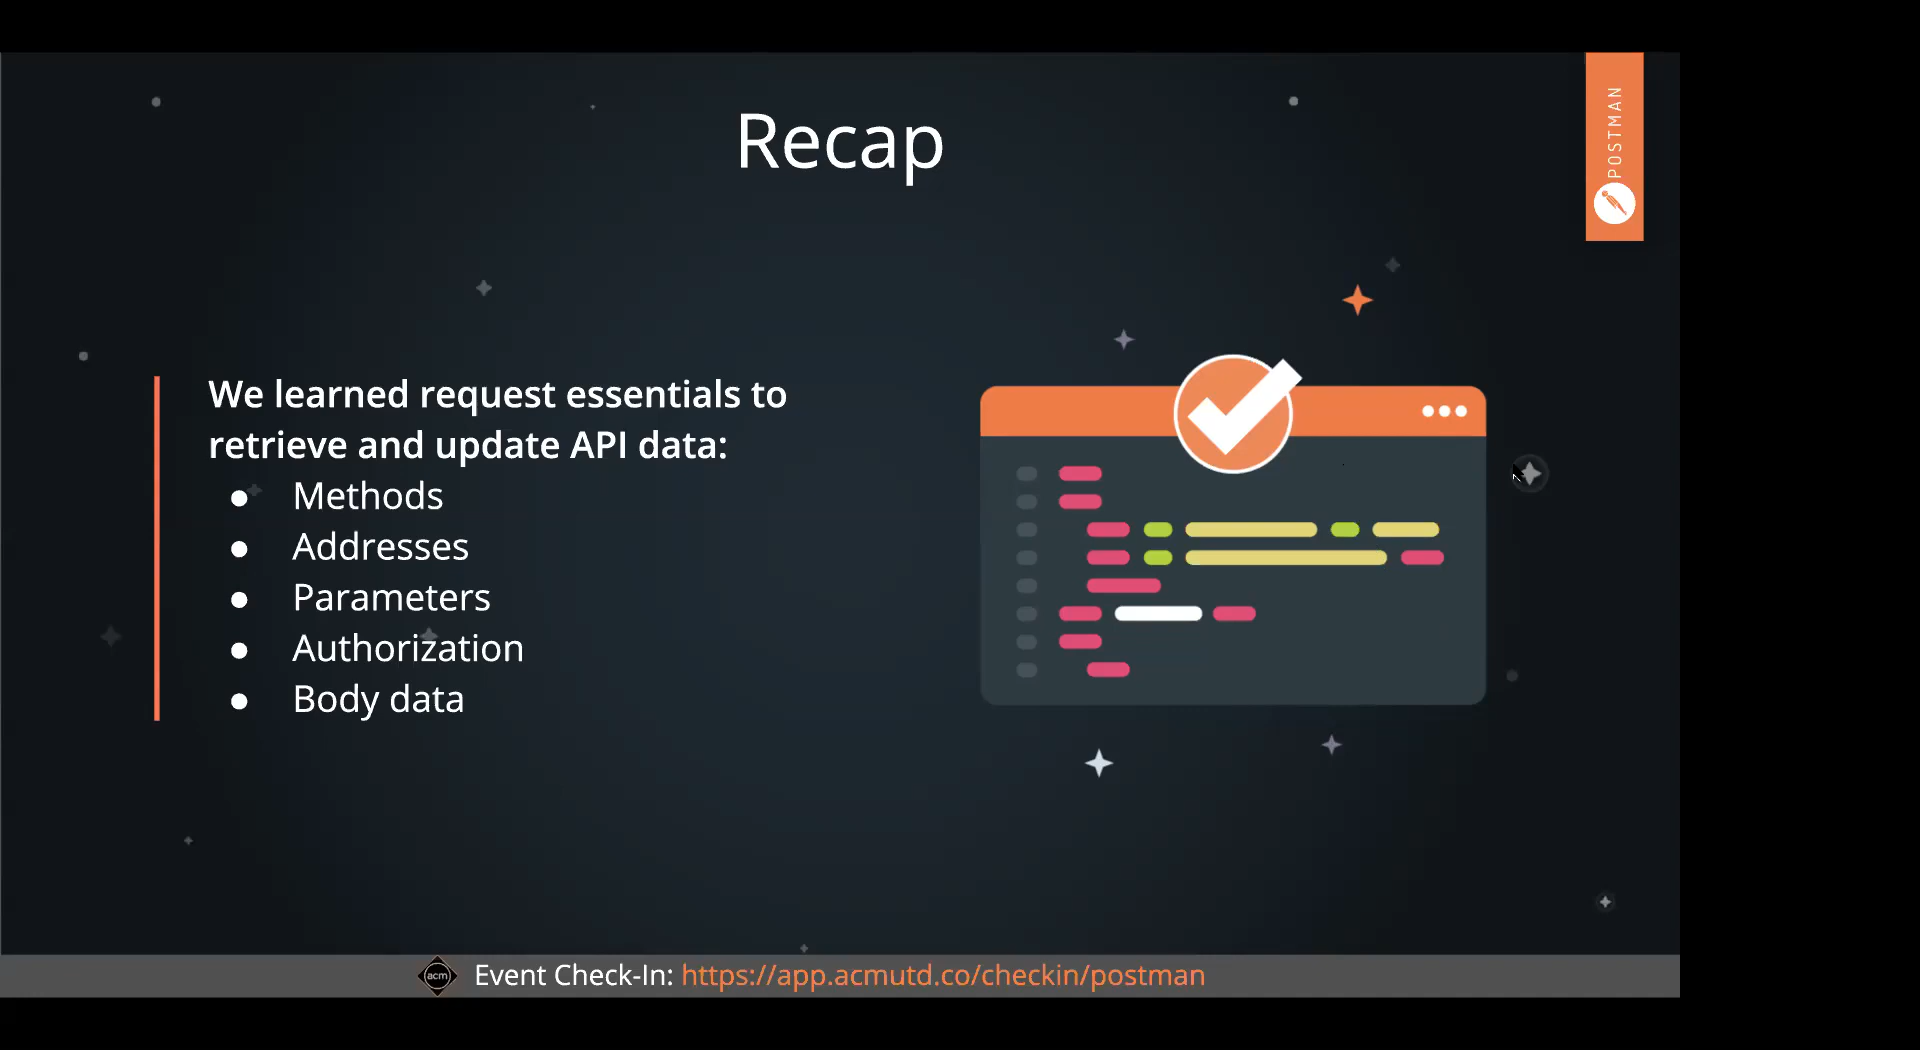 Recap
POSTMAN
We learned request essentials to
retrieve and update API data:
● Methods
● Addresses
● Parameters
● Authorization
● Body data
acm
Event Check-In: https://app.acmutd.co/checkin/postman